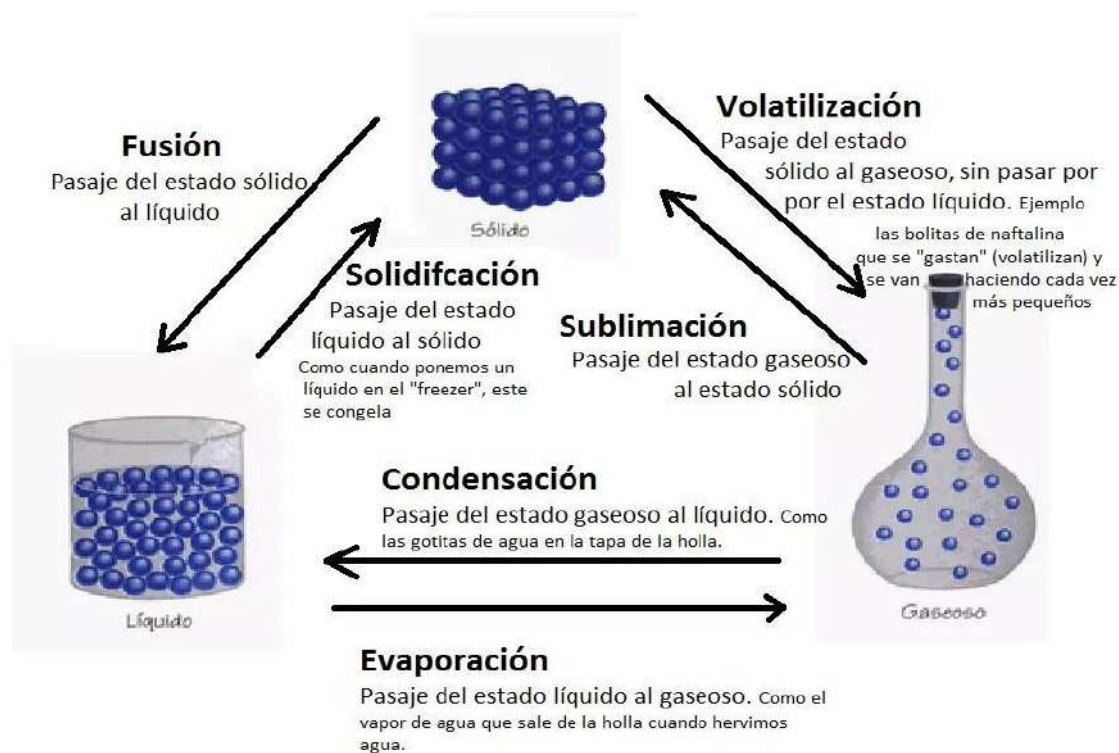 Fusión
Pasaje del estado sólido
al líquido
Sólido
Volatilización
Pasaje del estado
sólido al gaseoso, sin pasar por
por el estado líquido. Ejemplo
las bolitas de naftalina
que se "gastan" (volatilizan) y
se van haciendo cada vez
más pequeños
Solidifcación
Pasaje del estado
líquido al sólido
Como cuando ponemos un
líquido en el "freezer", este
se congela
Sublimación
Pasaje del estado gaseoso
al estado sólido
Condensación
Pasaje del estado gaseoso al líquido. Como
las gotitas de agua en la tapa de la holla.
Líquido
Gaseoso
Evaporación
Pasaje del estado líquido al gaseoso. Como el
vapor de agua que sale de la holla cuando hervimos
agua.